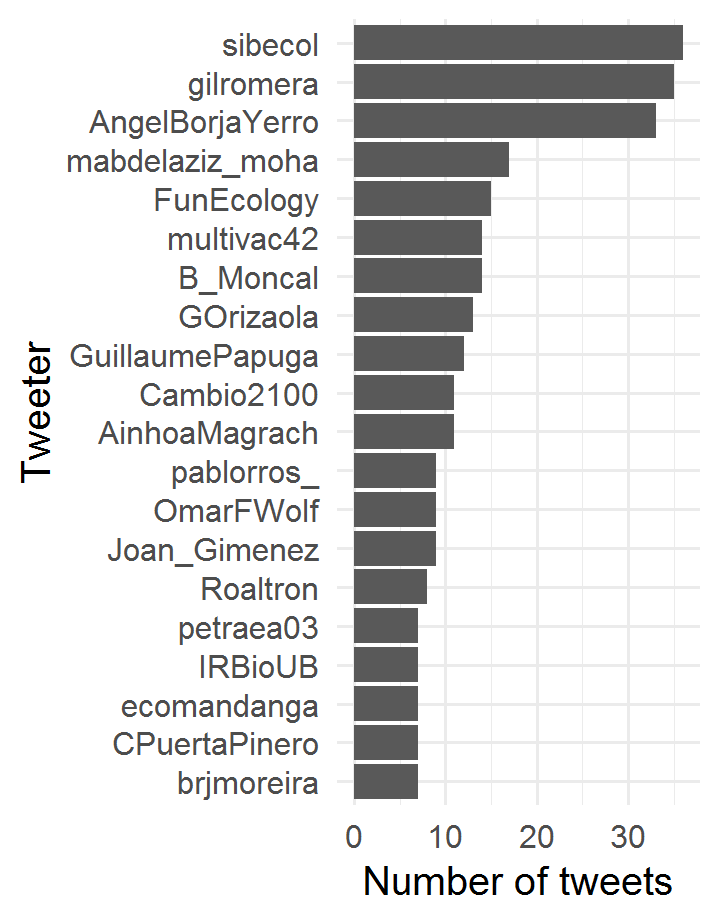 Tweeter
sibecol
gilromera
AngelBorjaYerro
mabdelaziz_moha
FunEcology
multivac42
B_Moncal
GOrizaola
GuillaumePapuga
Cambio2100
AinhoaMagrach
pablorros_
OmarFWolf
Joan_Gimenez
Roaltron
petraea03
IRBioUB
ecomandanga
CPuertaPinero
brjmoreira
0 10 20 30
Number of tweets